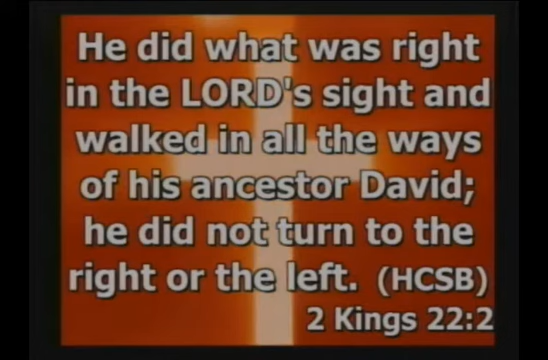 He did what was right
in the LORD's sight and
walked in all the ways
of his ancestor David;
he did not turn to the
right or the left. (HCSB)
2 Kings 22:2